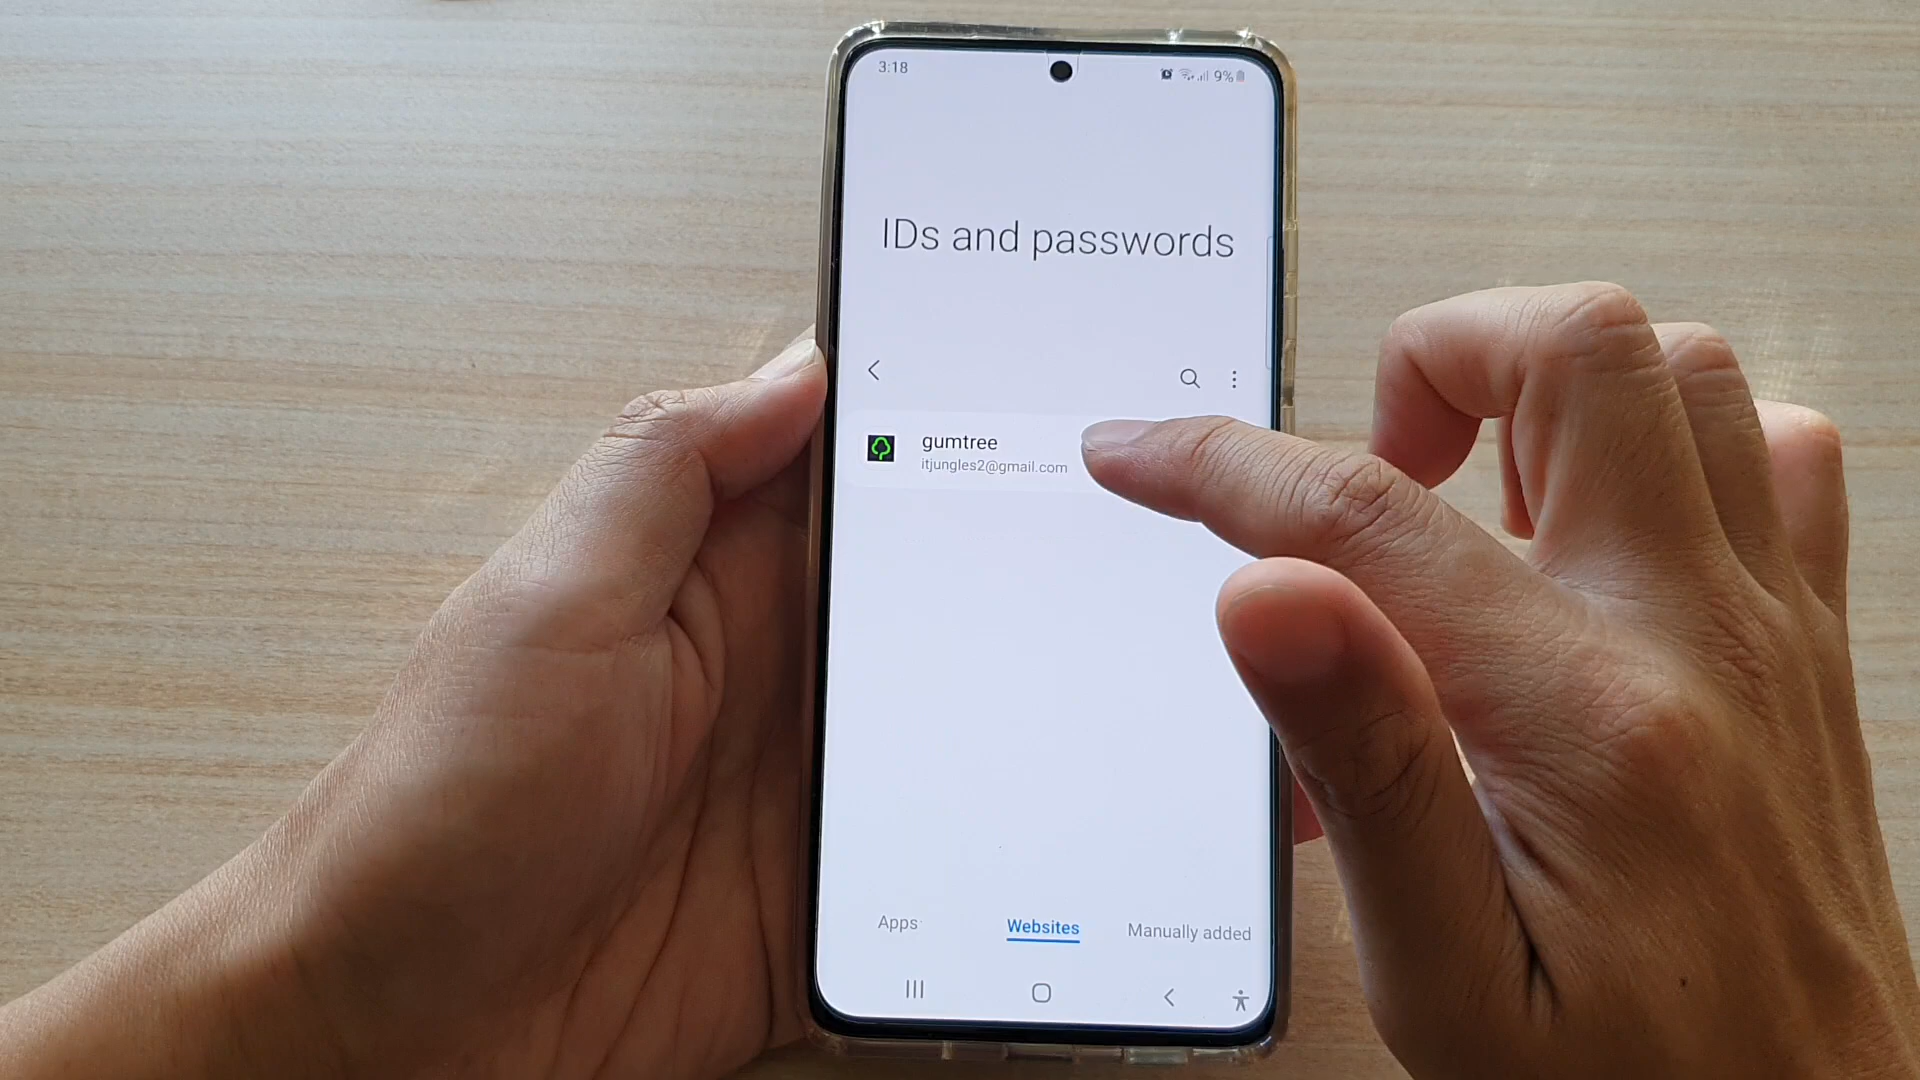 3:18
9%
IDs and passwords
gumtree
itjungles2@gmail.com
Apps
Websites
Manually added